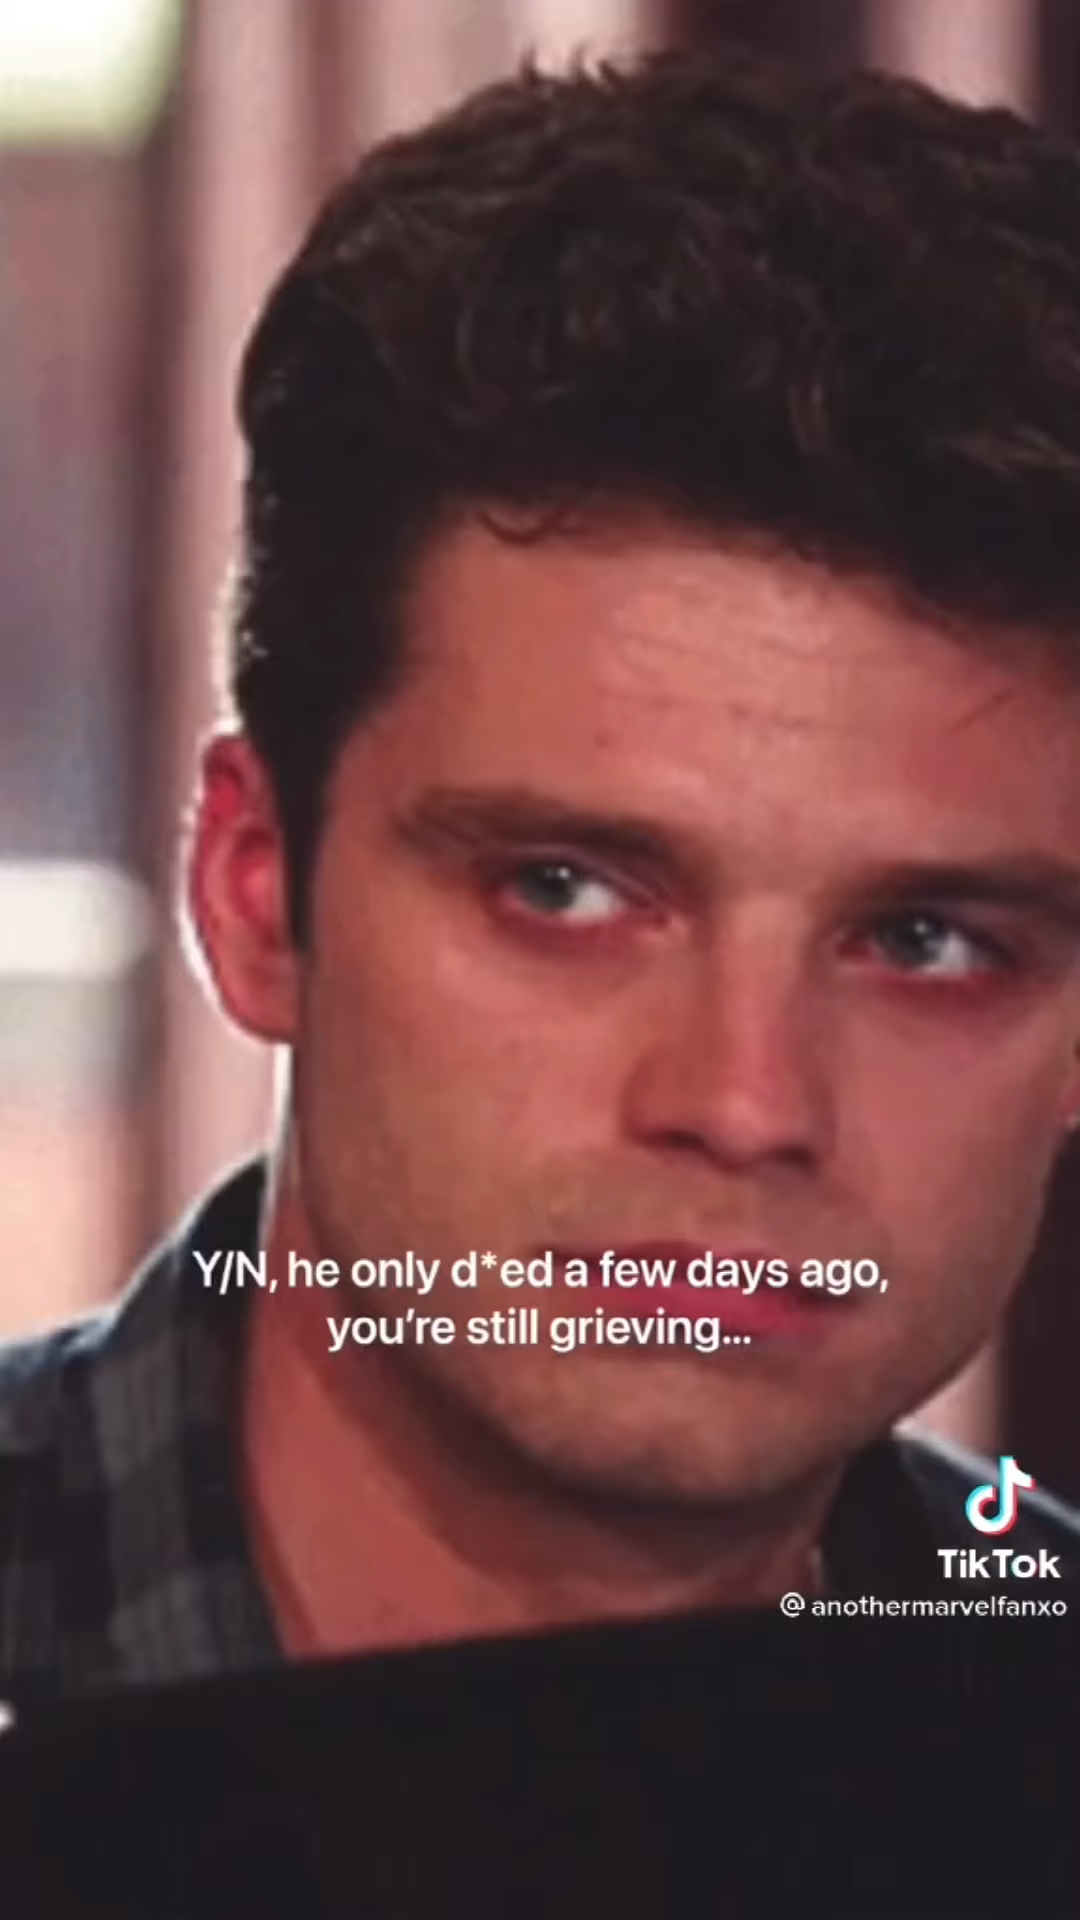 Y/N, he only d*ed a few days ago,
you're still grieving...
TikTok
@anothermarvelfanxo